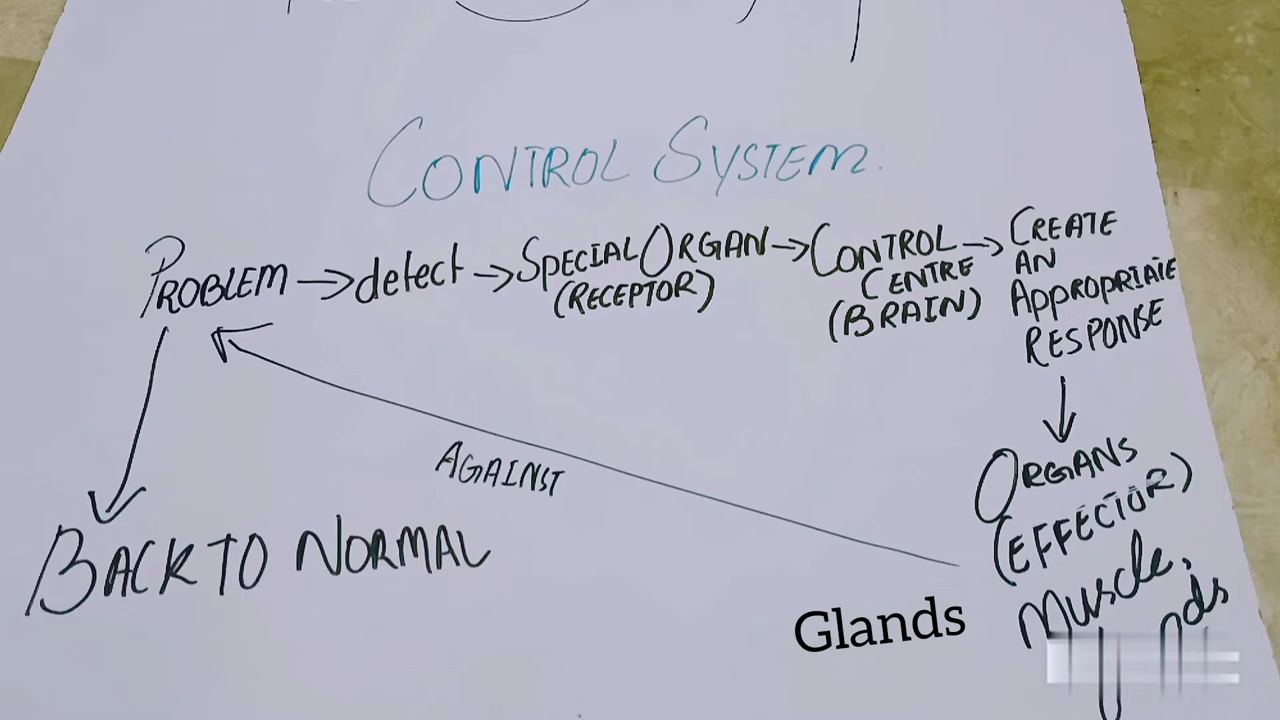 CONTROL SYSTEM.
PROBLEM → detect → SPECIAL ORGAN → CONTROL → CREATE
(RECEPTOR)
CENTRE
(BRAIN)
AN
APPROPRIATE
RESPONSE
AGAINST
ORGANS
(EFFECTOR)
BACK TO NORMAL
Muscle,
Glands